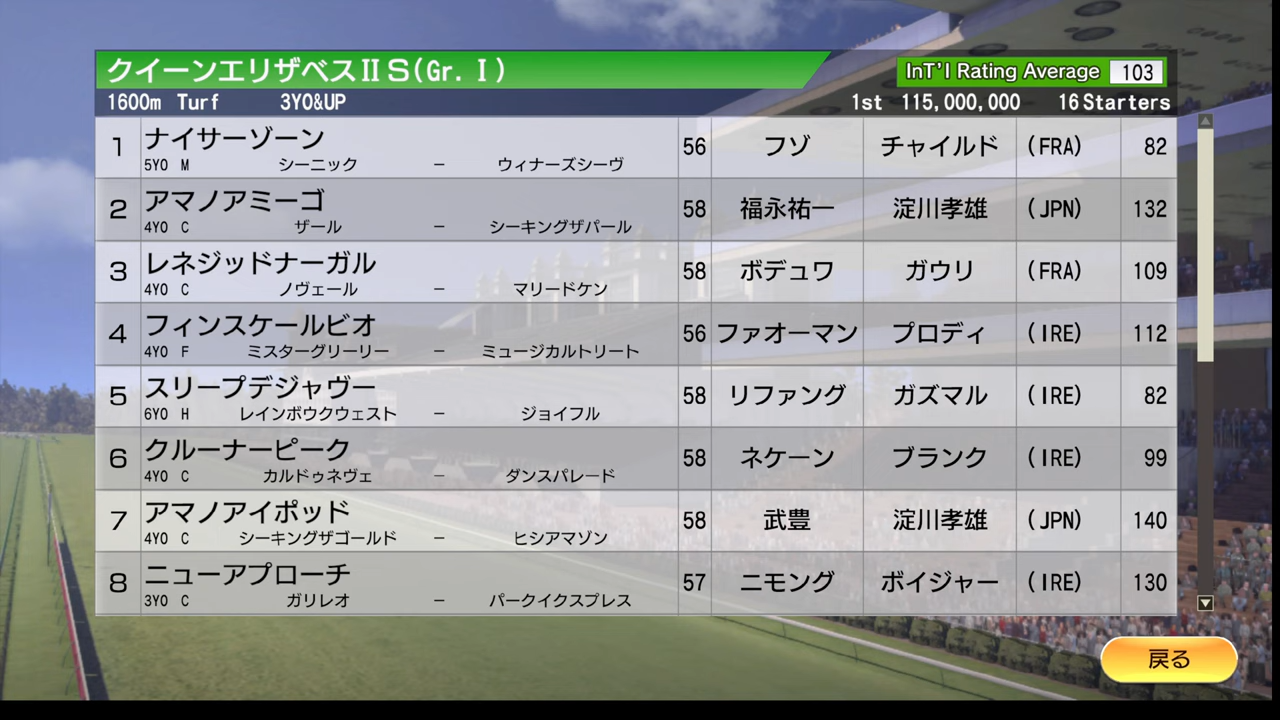 クイーンエリザベスⅡS(Gr.Ⅰ)
InT'l Rating Average 103
1600m Turf 3YO&UP 1st 115,000,000 16Starters
1 ナイサーゾーン 56 フゾ チャイルド (FRA) 82
5YO M シーニック − ウィナーズシーヴ
2 アマノアミーゴ 58 福永祐一 淀川孝雄 (JPN) 132
4YO C ザール − シーキングザパール
3 レネジッドナーガル 58 ボデュワ ガウリ (FRA) 109
4YO C ノヴェール − マリードケン
4 フィンスケールビオ 56 ファオーマン プロディ (IRE) 112
4YO F ミスターグリーリー − ミュージカルトリート
5 スリープデジャヴー 58 リファング ガズマル (IRE) 82
6YO H レインボウクウェスト − ジョイフル
6 クルーナーピーク 58 ネケーン ブランク (IRE) 99
4YO C カルドゥネヴェ − ダンスパレード
7 アマノアイポッド 58 武豊 淀川孝雄 (JPN) 140
4YO C シーキングザゴールド − ヒシアマゾン
8 ニューアプローチ 57 ニモング ボイジャー (IRE) 130
3YO C ガリレオ − パークイクスプレス
戻る